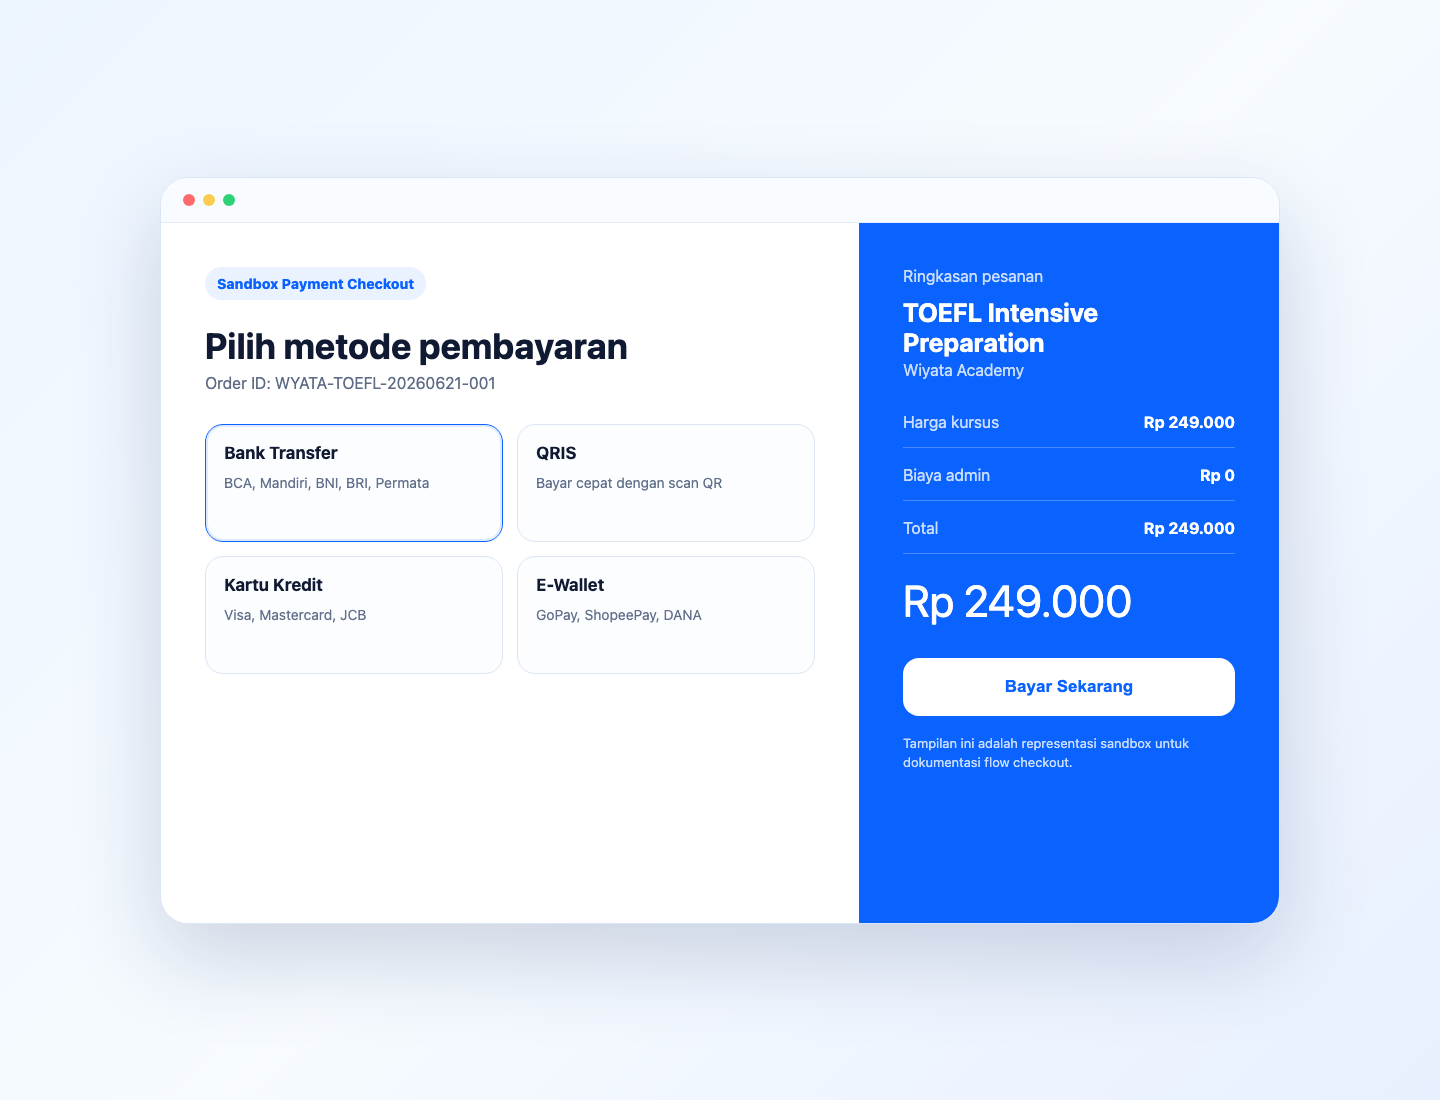 Sandbox Payment Checkout
Pilih metode pembayaran
Order ID: WYATA-TOEFL-20260621-001
Bank Transfer
BCA, Mandiri, BNI, BRI, Permata
QRIS
Bayar cepat dengan scan QR
Kartu Kredit
Visa, Mastercard, JCB
E-Wallet
GoPay, ShopeePay, DANA
Ringkasan pesanan
TOEFL Intensive
Preparation
Wiyata Academy
Harga kursus Rp 249.000
Biaya admin Rp 0
Total Rp 249.000
Rp 249.000
Bayar Sekarang
Tampilan ini adalah representasi sandbox untuk
dokumentasi flow checkout.